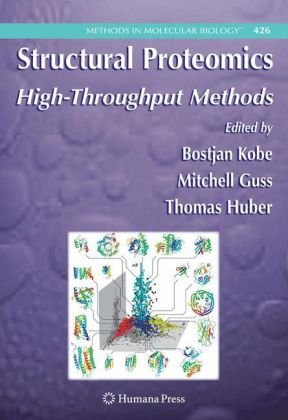 METHODS IN MOLECULAR BIOLOGY™ 426
Structural Proteomics
High-Throughput Methods
Edited by
Bostjan Kobe
Mitchell Guss
Thomas Huber
Humana Press